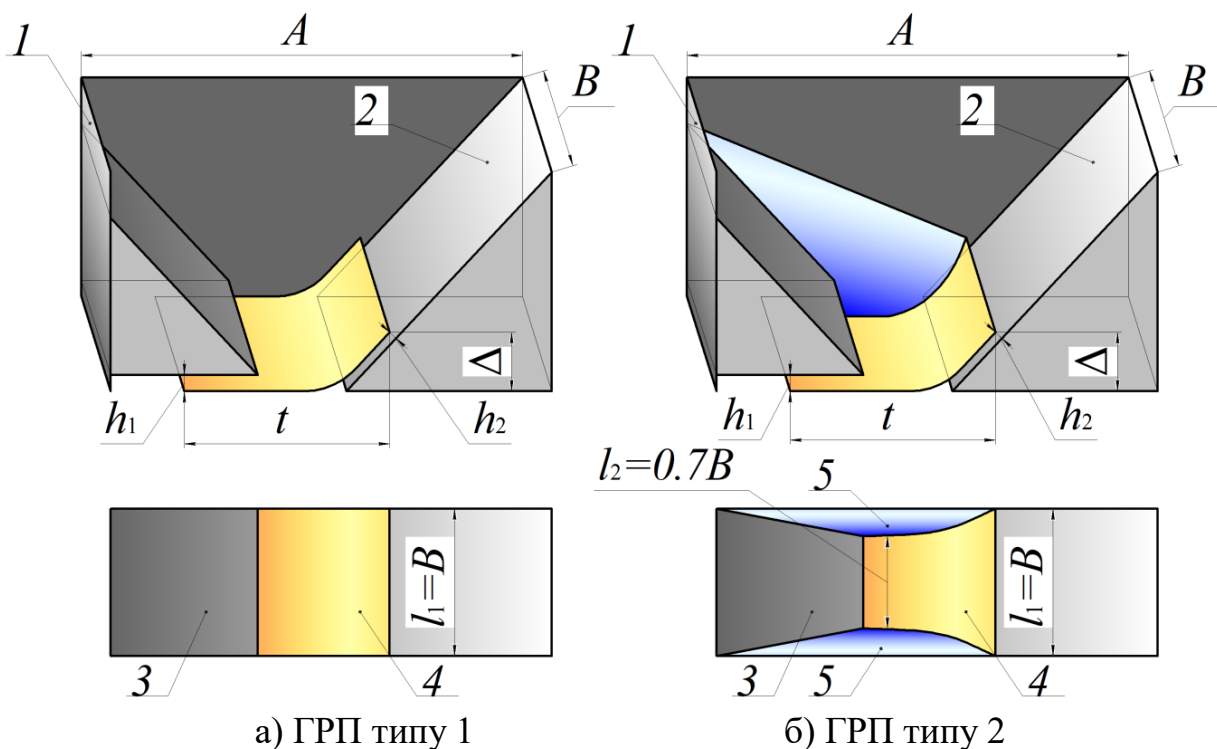 1 A B 2
h₁ t h₂ Δ
3 4 l₁=B
а) ГРП типу 1
1 A B 2
h₁ t h₂ Δ
l₂=0.7B 5
3 5 4 l₁=B
б) ГРП типу 2